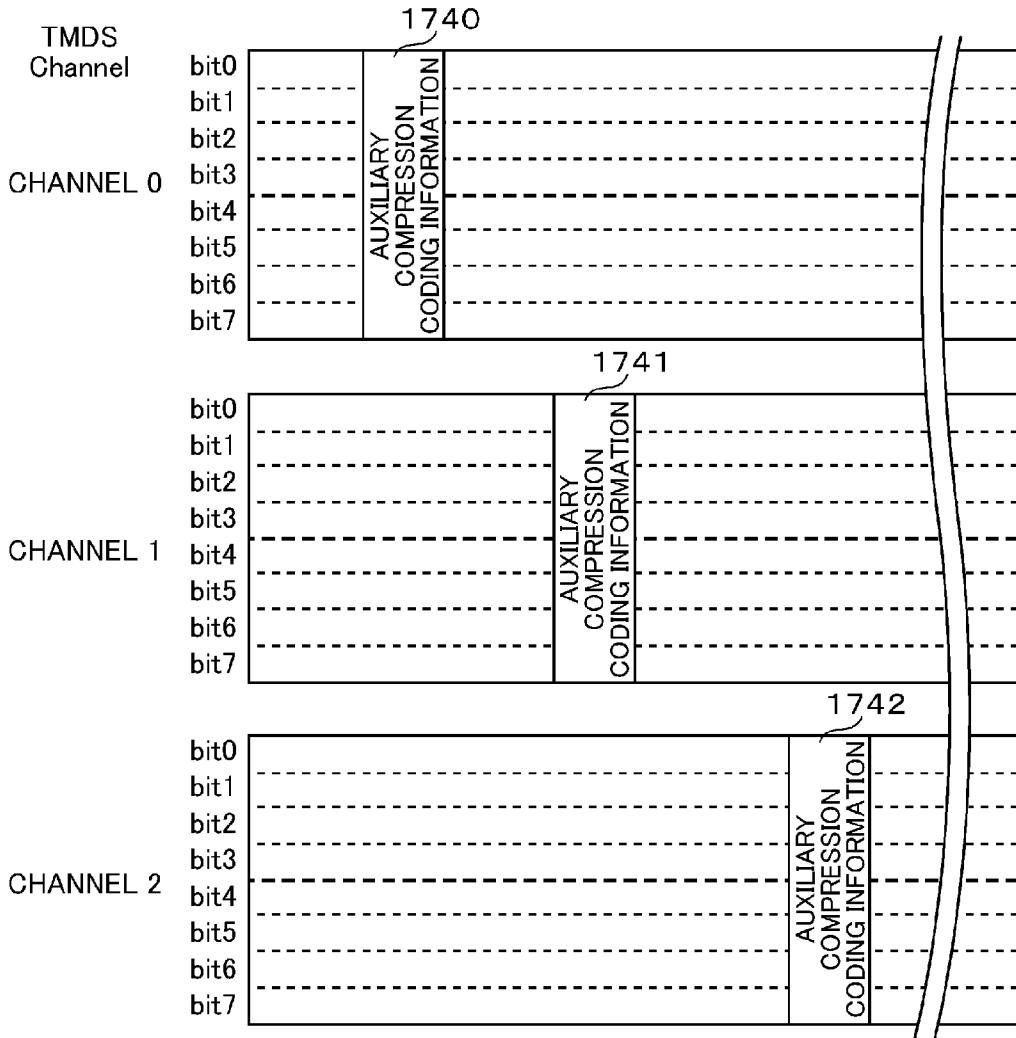 TMDS
Channel
1740
CHANNEL 0
bit0
bit1
bit2
bit3
bit4
bit5
bit6
bit7
AUXILIARY
COMPRESSION
CODING INFORMATION
1741
CHANNEL 1
bit0
bit1
bit2
bit3
bit4
bit5
bit6
bit7
AUXILIARY
COMPRESSION
CODING INFORMATION
1742
CHANNEL 2
bit0
bit1
bit2
bit3
bit4
bit5
bit6
bit7
AUXILIARY
COMPRESSION
CODING INFORMATION